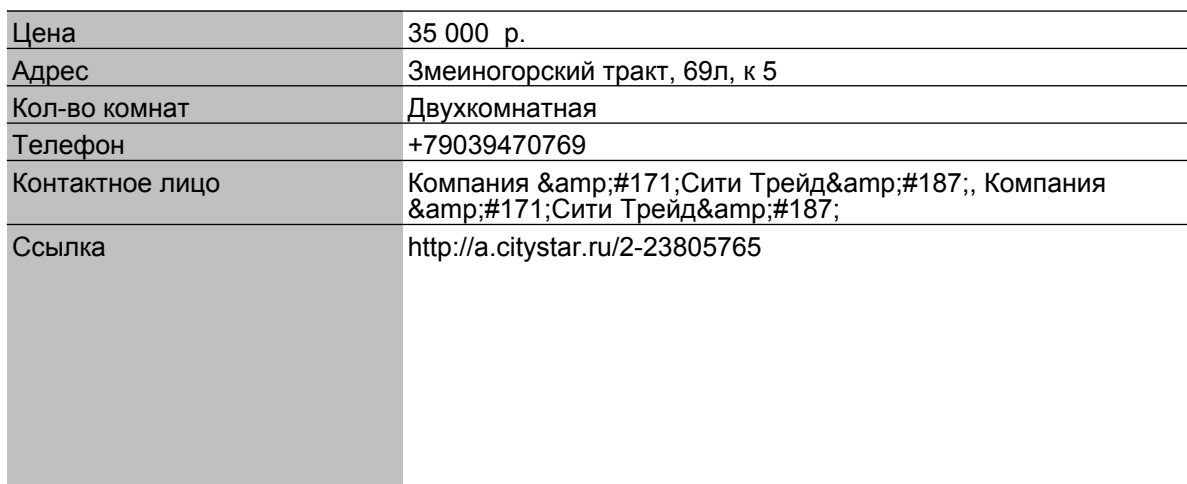 Цена 35 000 р.
Адрес Змеиногорский тракт, 69л, к 5
Кол-во комнат Двухкомнатная
Телефон +79039470769
Контактное лицо Компания &amp;#171;Сити Трейд&amp;#187;, Компания
&amp;#171;Сити Трейд&amp;#187;
Ссылка http://a.citystar.ru/2-23805765